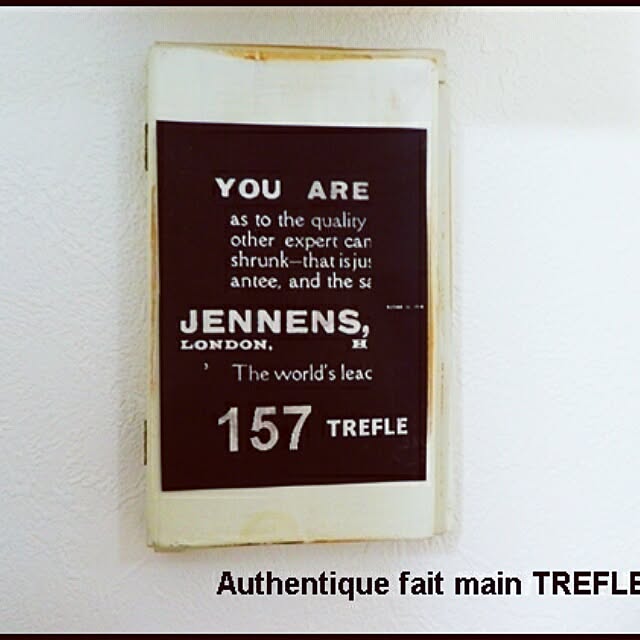 YOU ARE
as to the quality
other expert can
shrunk—that is jus
antee, and the sa
JENNENS,
LONDON, H
The world's leac
157 TREFLE
Authentique fait main TREFLE